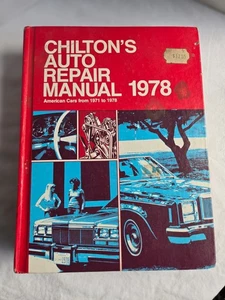 CHILTON'S
AUTO
REPAIR
MANUAL 1978
American Cars from 1971 to 1978